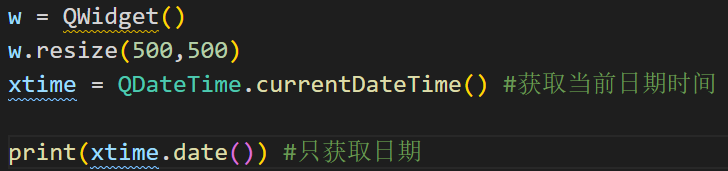 w = QWidget()
w.resize(500,500)
xtime = QDateTime.currentDateTime() #获取当前日期时间
print(xtime.date()) #只获取日期